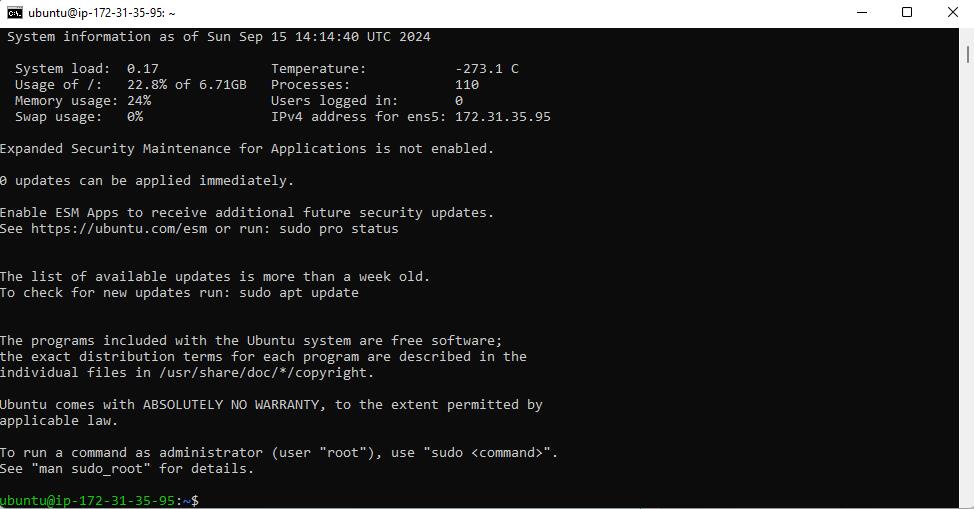 ubuntu@ip-172-31-35-95: ~
System information as of Sun Sep 15 14:14:40 UTC 2024
System load: 0.17 Temperature: -273.1 C
Usage of /: 22.8% of 6.71GB Processes: 110
Memory usage: 24% Users logged in: 0
Swap usage: 0% IPv4 address for ens5: 172.31.35.95
Expanded Security Maintenance for Applications is not enabled.
0 updates can be applied immediately.
Enable ESM Apps to receive additional future security updates.
See https://ubuntu.com/esm or run: sudo pro status
The list of available updates is more than a week old.
To check for new updates run: sudo apt update
The programs included with the Ubuntu system are free software;
the exact distribution terms for each program are described in the
individual files in /usr/share/doc/*/copyright.
Ubuntu comes with ABSOLUTELY NO WARRANTY, to the extent permitted by
applicable law.
To run a command as administrator (user "root"), use "sudo <command>".
See "man sudo_root" for details.
ubuntu@ip-172-31-35-95:~$